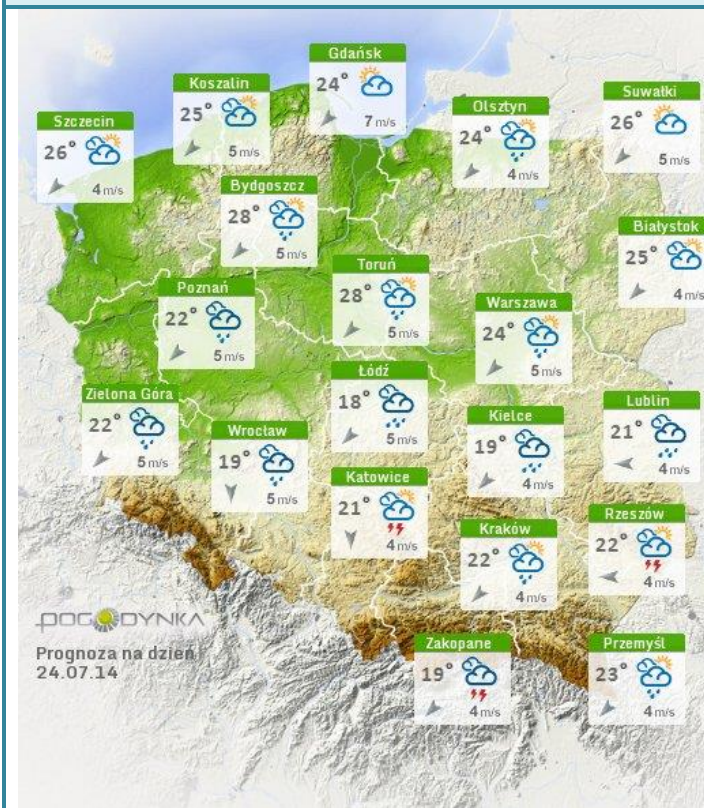 Gdańsk
24°
7 m/s
Koszalin
25°
5 m/s
Suwałki
26°
5 m/s
Olsztyn
24°
4 m/s
Szczecin
26°
4 m/s
Bydgoszcz
28°
5 m/s
Białystok
25°
4 m/s
Toruń
28°
5 m/s
Poznań
22°
5 m/s
Warszawa
24°
5 m/s
Łódź
18°
5 m/s
Zielona Góra
22°
5 m/s
Lublin
21°
4 m/s
Kielce
19°
4 m/s
Wrocław
19°
5 m/s
Katowice
21°
4 m/s
Rzeszów
22°
4 m/s
Kraków
22°
4 m/s
POGODYNKA
Prognoza na dzień
24.07.14
Zakopane
19°
4 m/s
Przemyśl
23°
4 m/s